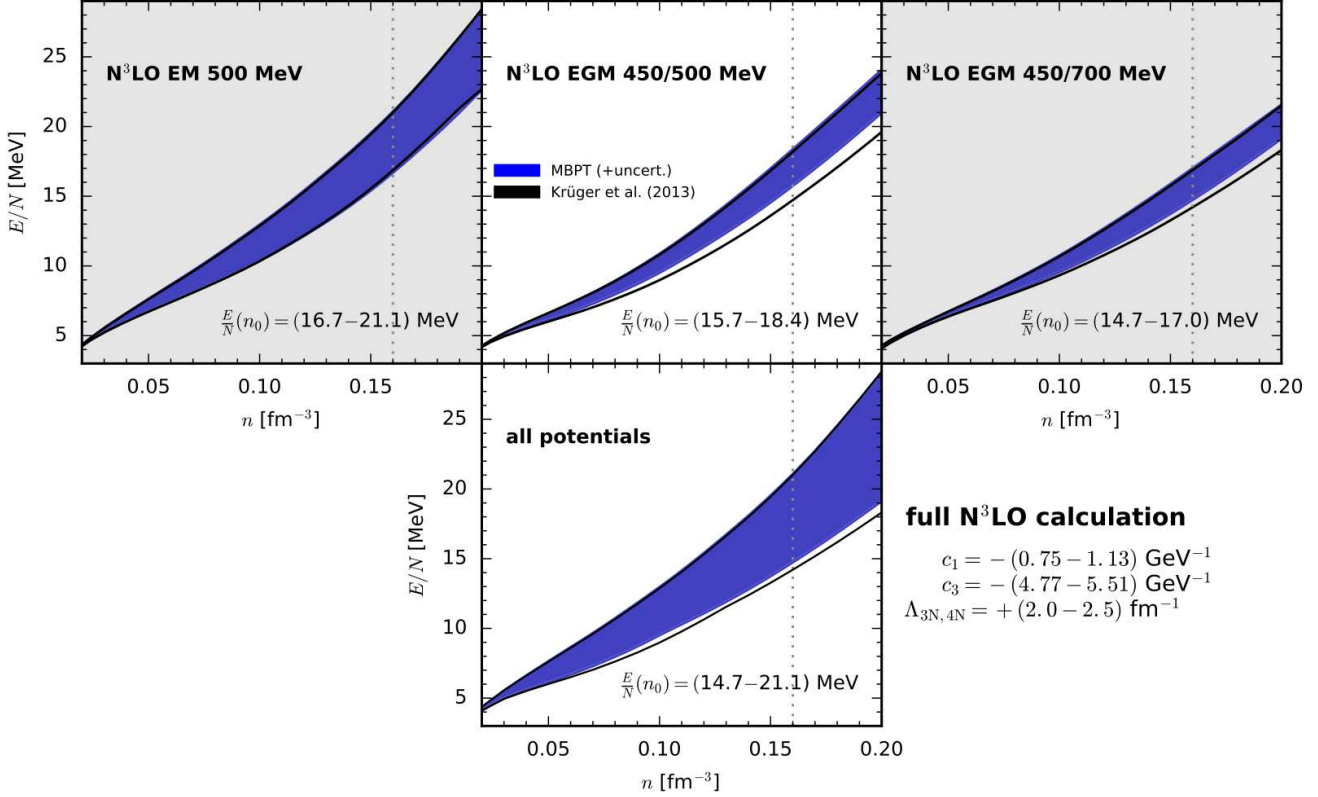 N³LO EM 500 MeV
N³LO EGM 450/500 MeV
N³LO EGM 450/700 MeV
25
20
15
10
5
E/N [MeV]
MBPT (+uncert.)
Krüger et al. (2013)
E/N (n₀) = (16.7−21.1) MeV
E/N (n₀) = (15.7−18.4) MeV
E/N (n₀) = (14.7−17.0) MeV
0.05 0.10 0.15
n [fm⁻³]
0.05 0.10 0.15 0.20
n [fm⁻³]
all potentials
25
20
15
10
5
E/N [MeV]
E/N (n₀) = (14.7−21.1) MeV
0.05 0.10 0.15 0.20
n [fm⁻³]
full N³LO calculation
c₁ = −(0.75−1.13) GeV⁻¹
c₃ = −(4.77−5.51) GeV⁻¹
Λ₃N,₄N = +(2.0−2.5) fm⁻¹